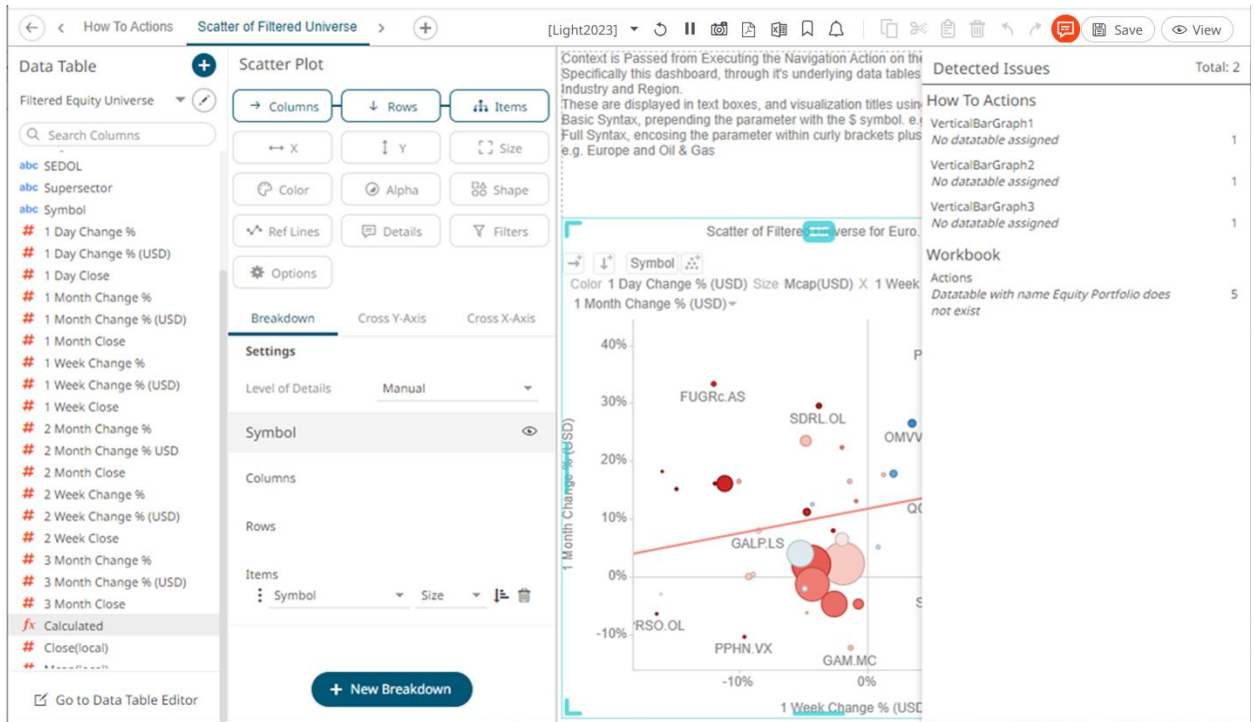 How To Actions
Scatter of Filtered Universe
[Light2023]
Save
View
Data Table
Filtered Equity Universe
Search Columns
abc SEDOL
abc Supersector
abc Symbol
# 1 Day Change %
# 1 Day Change % (USD)
# 1 Day Close
# 1 Month Change %
# 1 Month Change % (USD)
# 1 Month Close
# 1 Week Change %
# 1 Week Change % (USD)
# 1 Week Close
# 2 Month Change %
# 2 Month Change % USD
# 2 Month Close
# 2 Week Change %
# 2 Week Change % (USD)
# 2 Week Close
# 3 Month Change %
# 3 Month Change % (USD)
# 3 Month Close
fx Calculated
# Close(local)
Go to Data Table Editor
Scatter Plot
Columns Rows Items
X Y Size
Color Alpha Shape
Ref Lines Details Filters
Options
Breakdown Cross Y-Axis Cross X-Axis
Settings
Level of Details Manual
Symbol
Columns
Rows
Items
Symbol Size
New Breakdown
Context is Passed from Executing the Navigation Action on the
Specifically this dashboard, through it's underlying data tables
Industry and Region.
These are displayed in text boxes, and visualization titles usin
Basic Syntax, prepending the parameter with the $ symbol. e.g
Full Syntax, encosing the parameter within curly brackets plus
e.g. Europe and Oil & Gas
Scatter of Filtered Universe for Euro.
Symbol
Color 1 Day Change % (USD) Size Mcap(USD) X 1 Week
1 Month Change % (USD)
1 Month Change % (USD)
40%
30%
20%
10%
0%
-10%
FUGRc.AS
SDRL.OL
OMVV
GALP.LS
PRSO.OL
PPHN.VX
GAM.MC
-10%
0%
1 Week Change % (USD
Detected Issues Total: 2
How To Actions
VerticalBarGraph1
No datatable assigned 1
VerticalBarGraph2
No datatable assigned 1
VerticalBarGraph3
No datatable assigned 1
Workbook
Actions
Datatable with name Equity Portfolio does 5
not exist